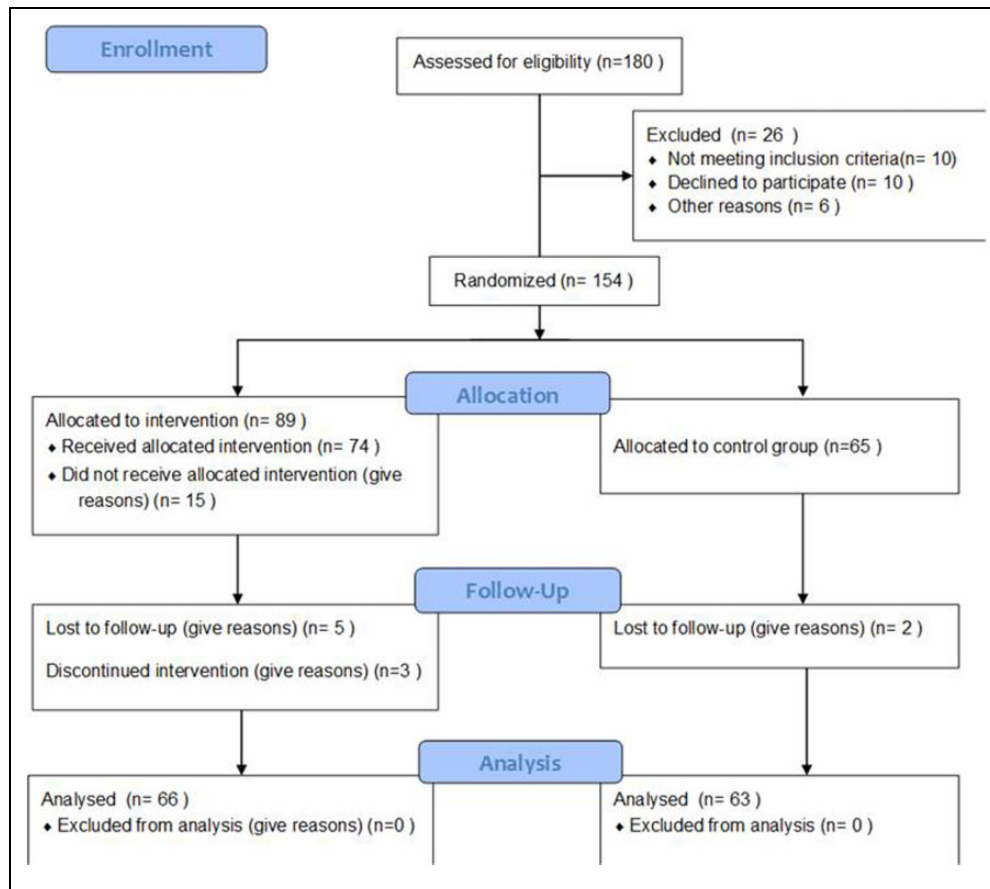 Enrollment
Assessed for eligibility (n=180 )
Excluded (n= 26 )
♦ Not meeting inclusion criteria(n= 10)
♦ Declined to participate (n= 10 )
♦ Other reasons (n= 6 )
Randomized (n= 154 )
Allocation
Allocated to intervention (n= 89 )
♦ Received allocated intervention (n= 74 )
♦ Did not receive allocated intervention (give
reasons) (n= 15 )
Allocated to control group (n=65 )
Follow-Up
Lost to follow-up (give reasons) (n= 5 )
Discontinued intervention (give reasons) (n=3 )
Lost to follow-up (give reasons) (n= 2 )
Analysis
Analysed (n= 66 )
♦ Excluded from analysis (give reasons) (n=0 )
Analysed (n= 63 )
♦ Excluded from analysis (n= 0 )